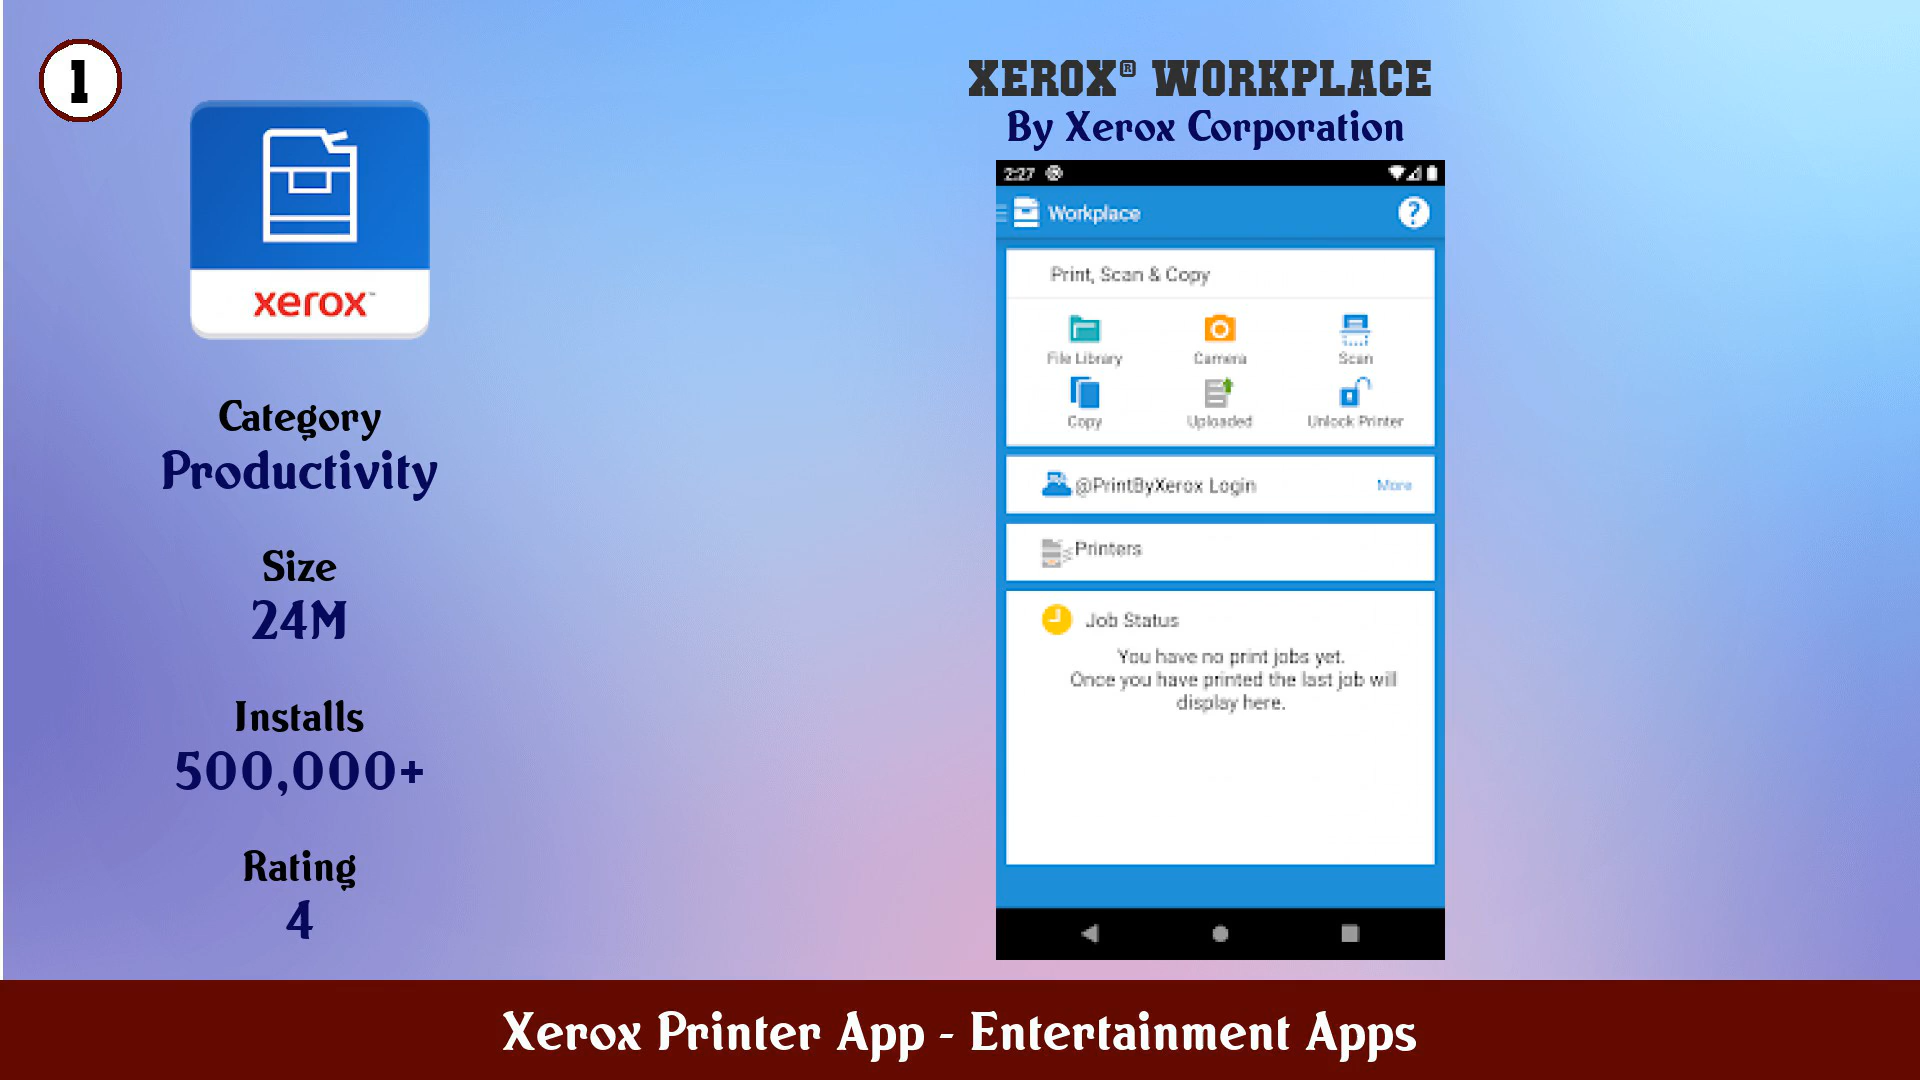 1
xerox™
Category
Productivity
Size
24M
Installs
500,000+
Rating
4
XEROX® WORKPLACE
By Xerox Corporation
2:27
Workplace
?
Print, Scan & Copy
File Library
Camera
Scan
Copy
Uploaded
Unlock Printer
@PrintByXerox Login
More
Printers
Job Status
You have no print jobs yet.
Once you have printed the last job will
display here.
Xerox Printer App - Entertainment Apps